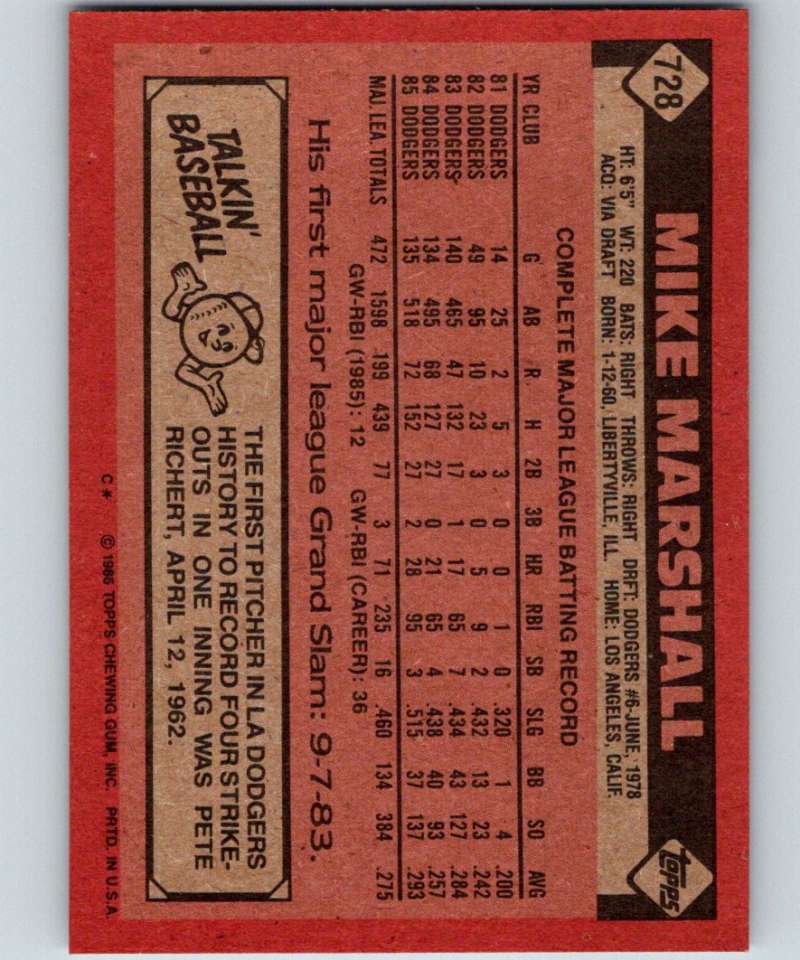 728
MIKE MARSHALL
topps
HT: 6'5" WT: 220 BATS: RIGHT THROWS: RIGHT DRFT: DODGERS #6-JUNE, 1978
ACQ: VIA DRAFT BORN: 1-12-60, LIBERTYVILLE, ILL. HOME: LOS ANGELES, CALIF.
COMPLETE MAJOR LEAGUE BATTING RECORD
YR CLUB G AB R H 2B 3B HR RBI SB SLG BB SO AVG
81 DODGERS 14 25 2 5 3 0 0 1 0 .320 1 4 .200
82 DODGERS 49 95 10 23 3 0 5 9 2 .432 13 23 .242
83 DODGERS 140 465 47 132 17 1 17 65 7 .434 43 127 .284
84 DODGERS 134 495 68 127 27 0 21 65 4 .438 40 93 .257
85 DODGERS 135 518 72 152 27 2 28 95 3 .515 37 137 .293
MAJ. LEA. TOTALS 472 1598 199 439 77 3 71 235 16 .460 134 384 .275
GW-RBI (1985): 12 GW-RBI (CAREER): 36
His first major league Grand Slam: 9-7-83.
TALKIN'
BASEBALL
THE FIRST PITCHER IN LA DODGERS
HISTORY TO RECORD FOUR STRIKE-
OUTS IN ONE INNING WAS PETE
RICHERT, APRIL 12, 1962.
C* © 1986 TOPPS CHEWING GUM, INC. PRTD. IN U.S.A.